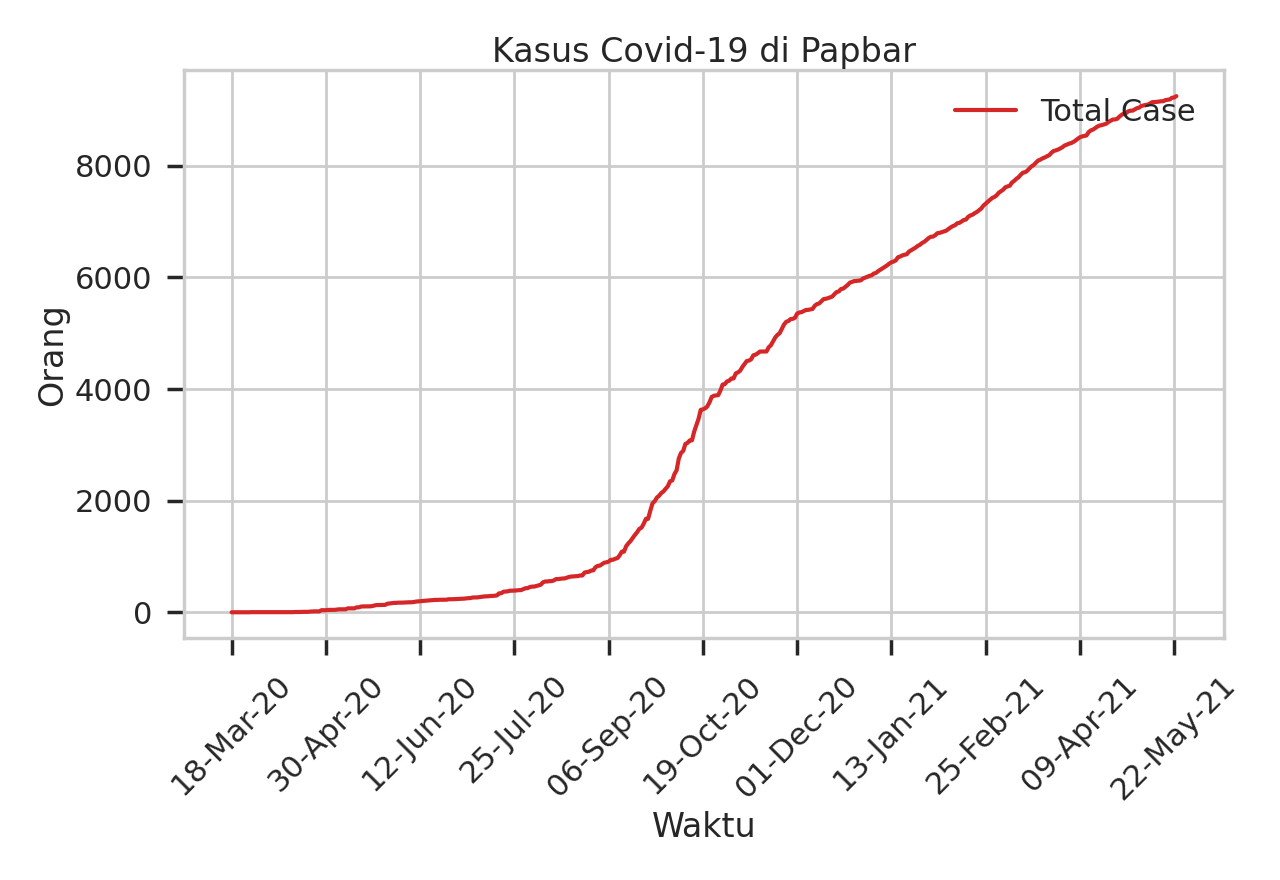 Kasus Covid-19 di Papbar
Total Case
Orang
8000
6000
4000
2000
0
18-Mar-20
30-Apr-20
12-Jun-20
25-Jul-20
06-Sep-20
19-Oct-20
01-Dec-20
13-Jan-21
25-Feb-21
09-Apr-21
22-May-21
Waktu